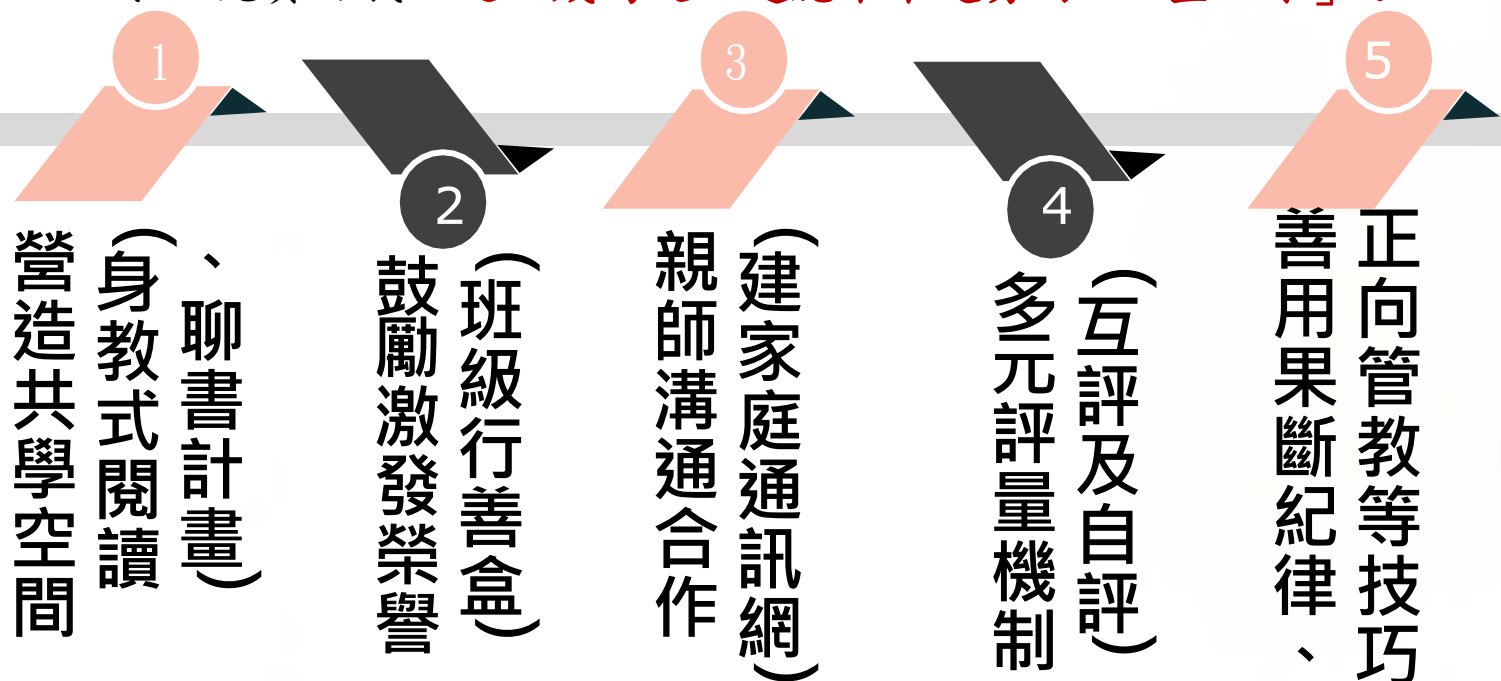 1
營造共學空間
(身教式閱讀
、聊書計畫)
2
鼓勵激發榮譽
(班級行善盒)
3
親師溝通合作
(建家庭通訊網)
4
多元評量機制
(互評及自評)
5
善用果斷紀律、
正向管教等技巧